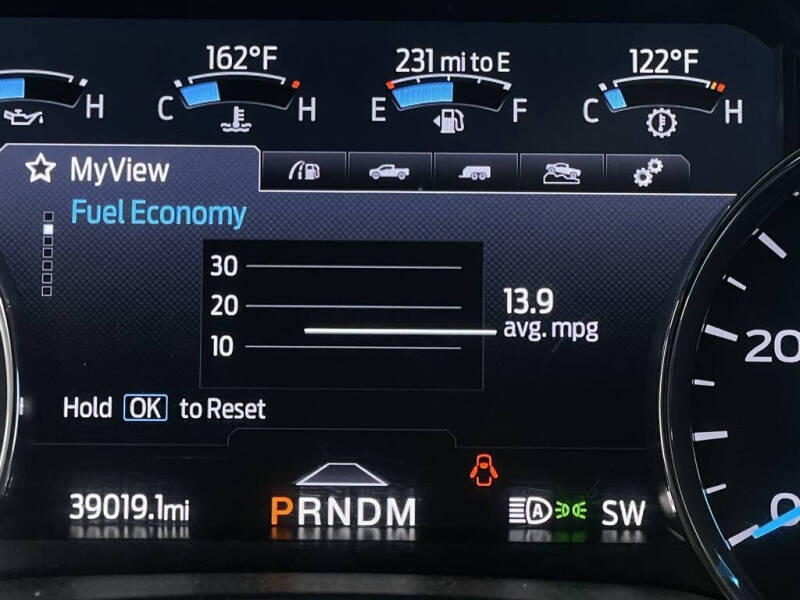 162°F
231 mi to E
122°F
H
C H
E F
C H
MyView
Fuel Economy
30
20
10
13.9
avg. mpg
Hold OK to Reset
39019.1mi
PRNDM
A
SW
20
0